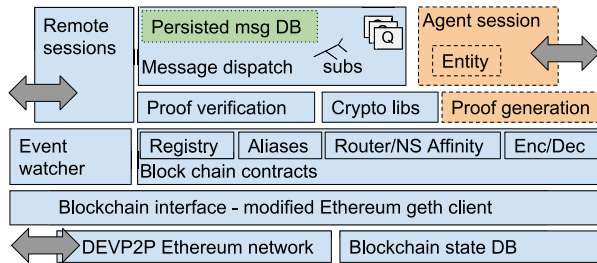 Remote
sessions
Persisted msg DB
Q
Message dispatch
subs
Agent session
Entity
Proof verification
Crypto libs
Proof generation
Event
watcher
Registry
Aliases
Router/NS Affinity
Enc/Dec
Block chain contracts
Blockchain interface - modified Ethereum geth client
DEVP2P Ethereum network
Blockchain state DB